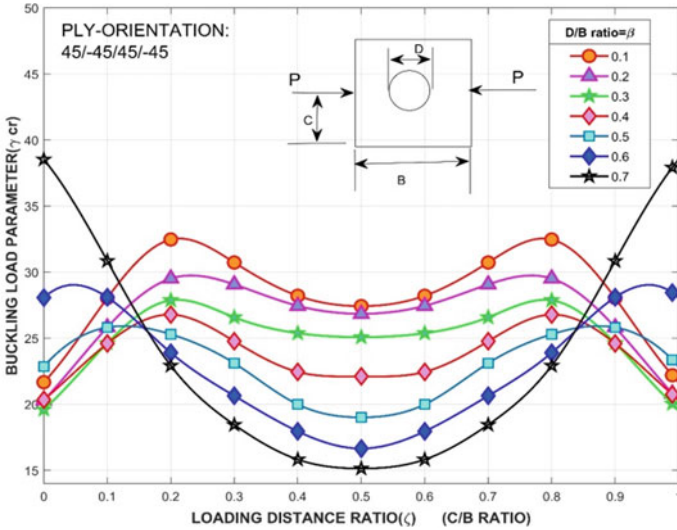 PLY-ORIENTATION:
45/-45/45/-45
D
P
P
C
B
D/B ratio=β
0.1
0.2
0.3
0.4
0.5
0.6
0.7
BUCKLING LOAD PARAMETER(γ cr)
50
45
40
35
30
25
20
15
0 0.1 0.2 0.3 0.4 0.5 0.6 0.7 0.8 0.9 1
LOADING DISTANCE RATIO(ζ) (C/B RATIO)